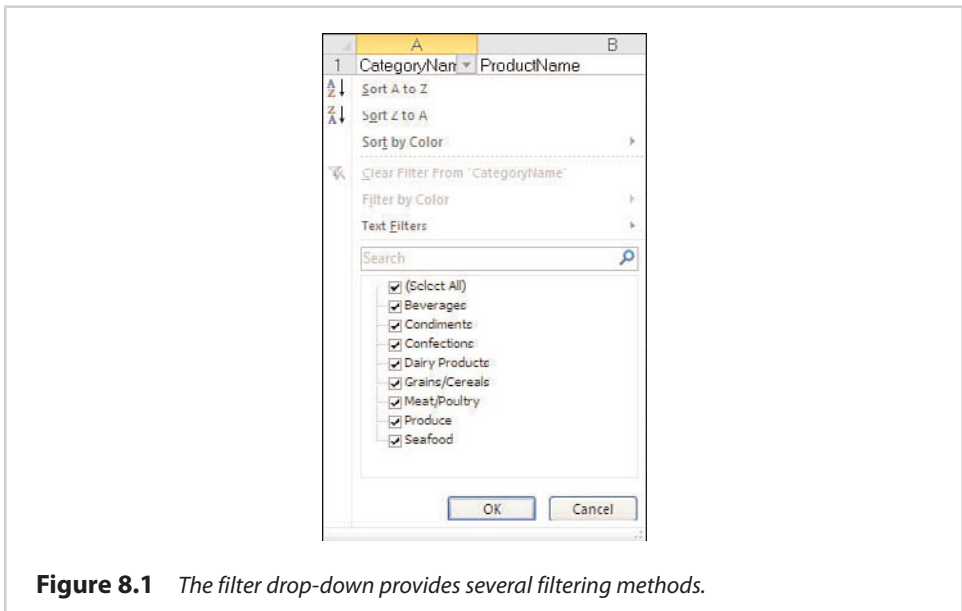 A B
1 CategoryNam ProductName
Sort A to Z
Sort Z to A
Sort by Color
Clear Filter From "CategoryName"
Filter by Color
Text Filters
Search
(Select All)
Beverages
Condiments
Confections
Dairy Products
Grains/Cereals
Meat/Poultry
Produce
Seafood
OK Cancel
Figure 8.1 The filter drop-down provides several filtering methods.